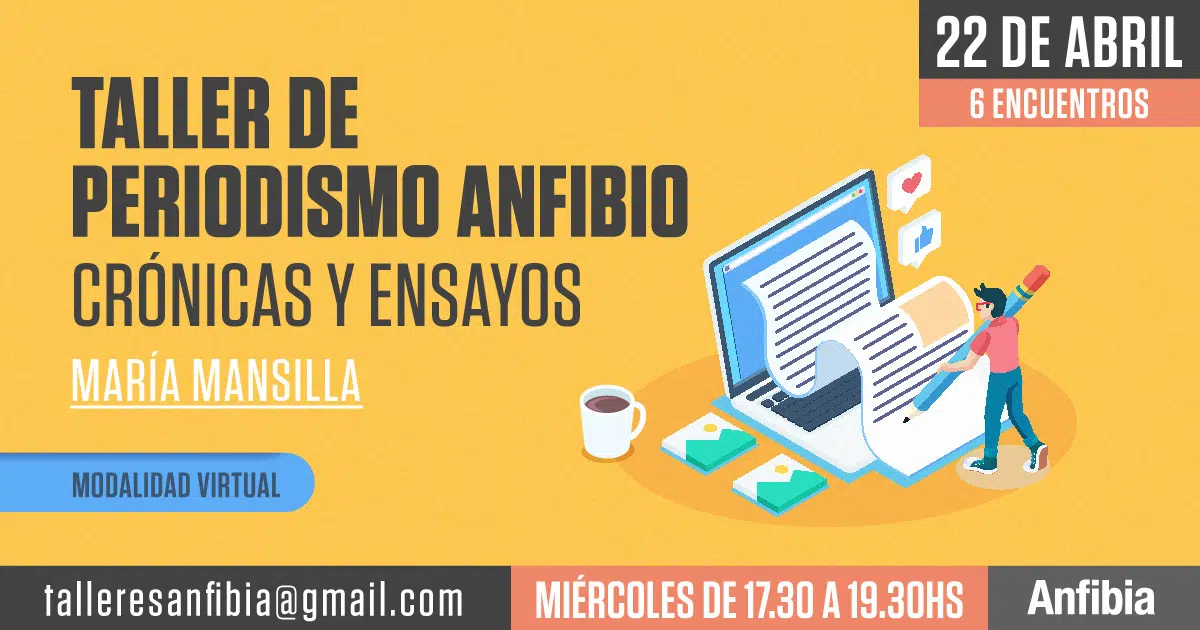 22 DE ABRIL
6 ENCUENTROS
TALLER DE
PERIODISMO ANFIBIO
CRÓNICAS Y ENSAYOS
MARÍA MANSILLA
MODALIDAD VIRTUAL
talleresanfibia@gmail.com
MIÉRCOLES DE 17.30 A 19.30HS
Anfibia